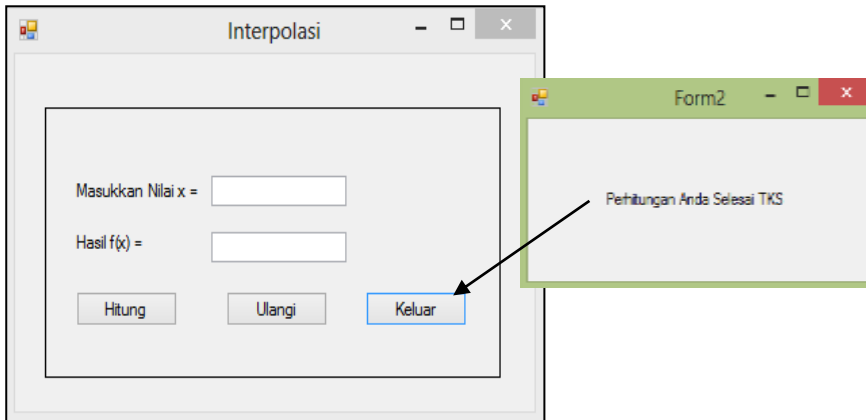 Interpolasi
Form2
Masukkan Nilai x =
Hasil f(x) =
Hitung Ulangi Keluar
Perhitungan Anda Selesai TKS